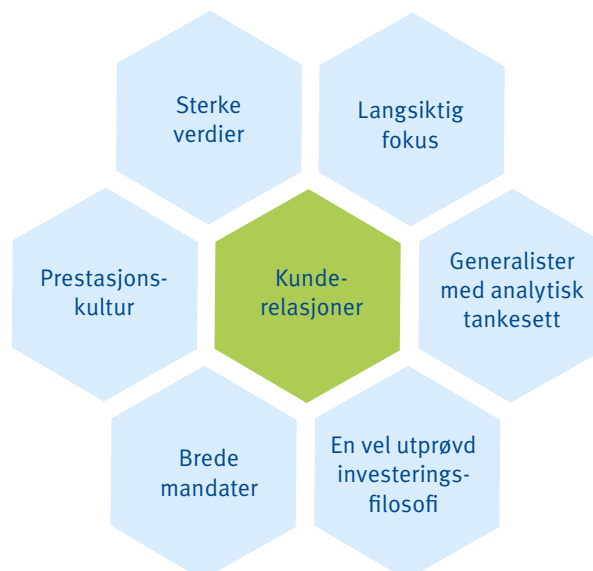 Sterke
verdier
Langsiktig
fokus
Prestasjons-
kultur
Kunde-
relasjoner
Generalister
med analytisk
tankesett
Brede
mandater
En vel utprøvd
investerings-
filosofi